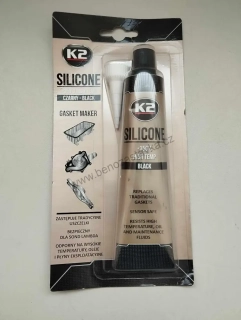 K2
SILICONE
CZARNY - BLACK
GASKET MAKER
ZASTĘPUJE TRADYCYJNE
USZCZELKI
BEZPIECZNY
DLA SOND LAMBDA
ODPORNY NA WYSOKIE
TEMPERATURY, OLEJE
I PŁYNY EKSPLOATACYJNE
K2
SILICONE
BLACK
REPLACES
TRADITIONAL
GASKETS
SENSOR SAFE
RESISTS HIGH
TEMPERATURE, OIL
AND MAINTENANCE
FLUIDS